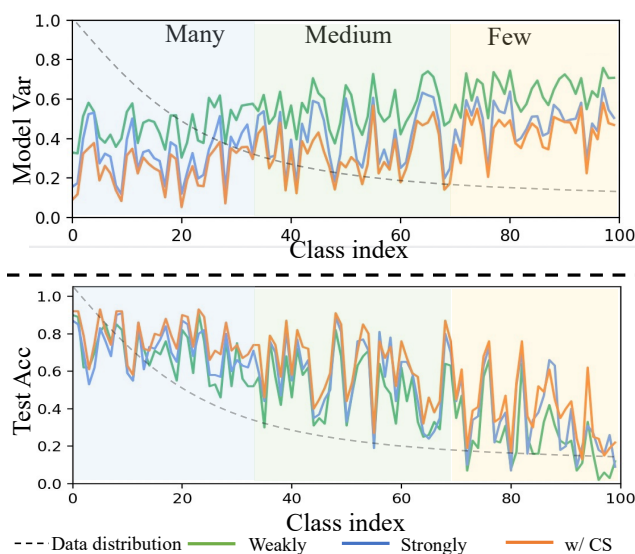 Many Medium Few
Model Var
1.0
0.8
0.6
0.4
0.2
0.0
0 20 40 60 80 100
Class index
Test Acc
1.0
0.8
0.6
0.4
0.2
0.0
0 20 40 60 80 100
Class index
Data distribution Weakly Strongly w/ CS